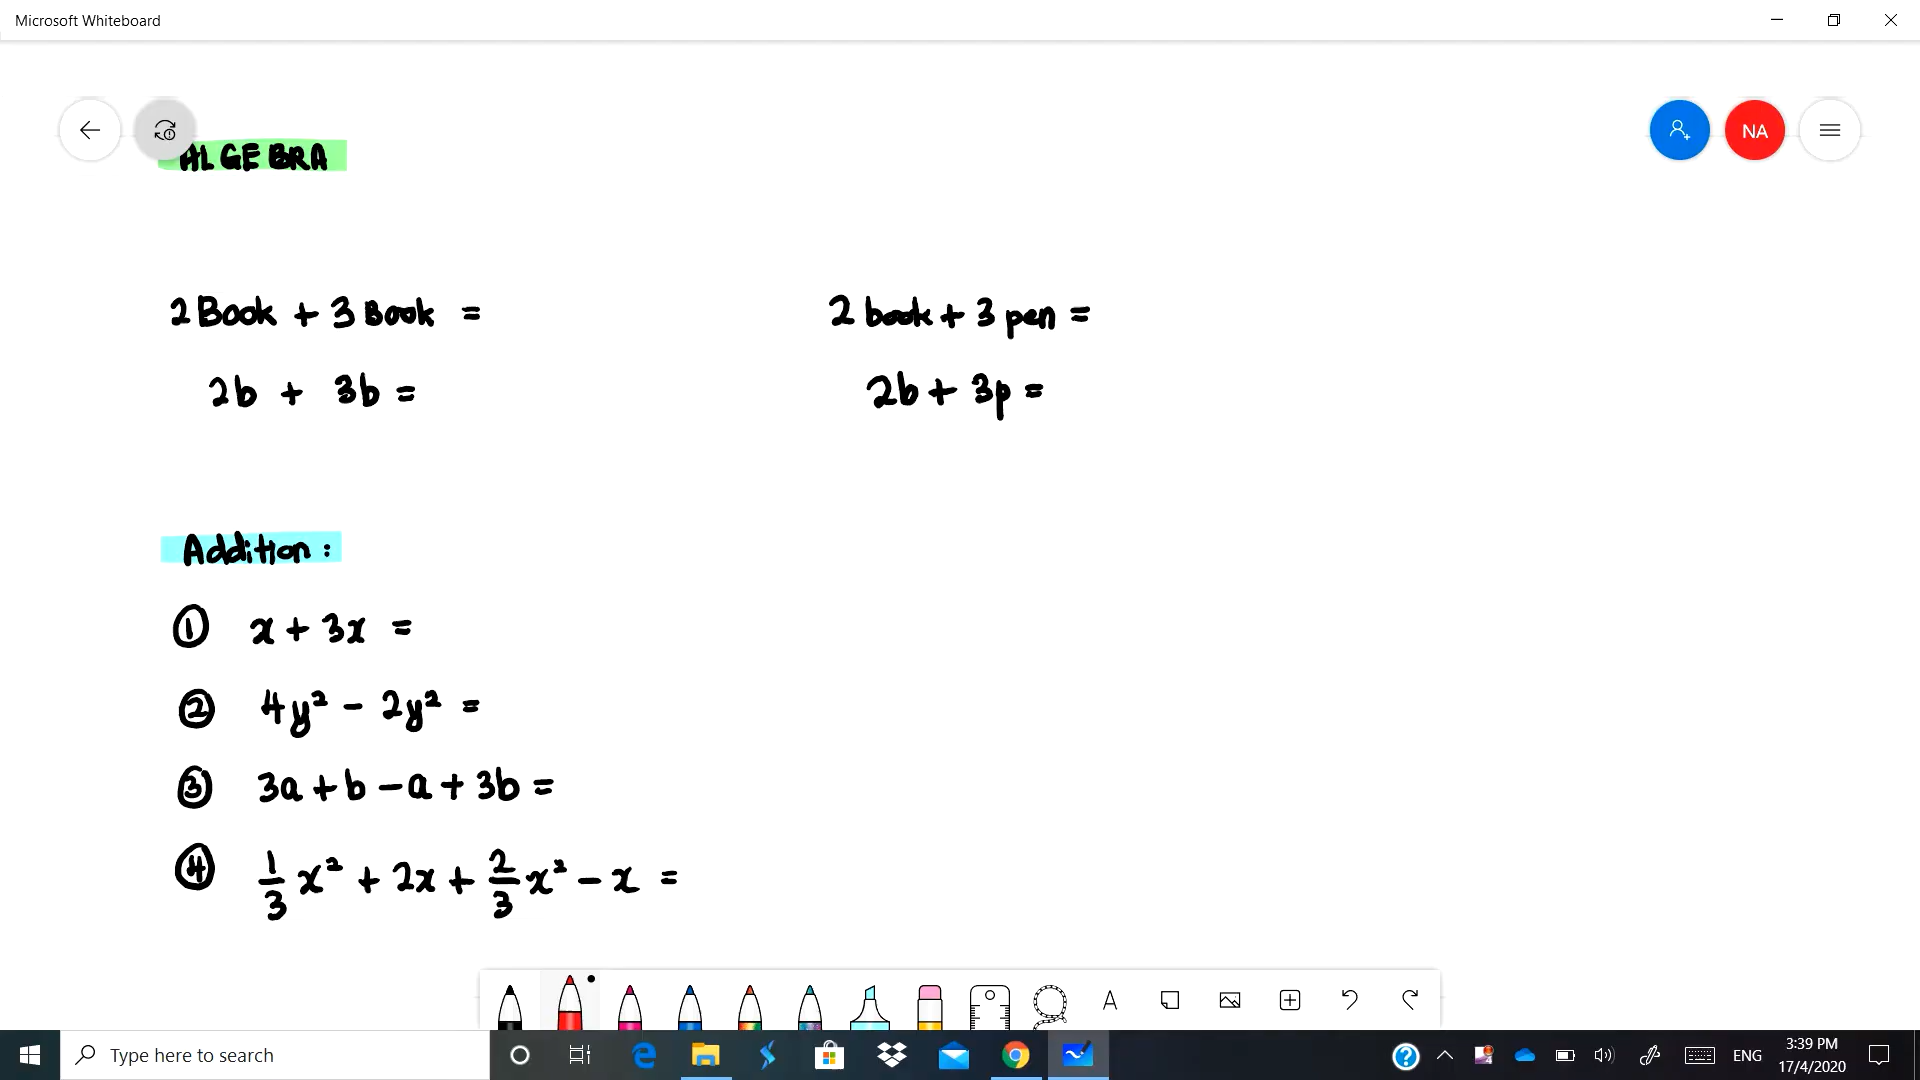 Microsoft Whiteboard
NA
ALGEBRA
2 Book + 3 Book =
2 book + 3 pen =
2b + 3b =
2b + 3p =
Addition :
① x + 3x =
② 4y² - 2y² =
③ 3a + b - a + 3b =
④ 1/3 x² + 2x + 2/3 x² - x =
A
Type here to search
ENG
3:39 PM
17/4/2020